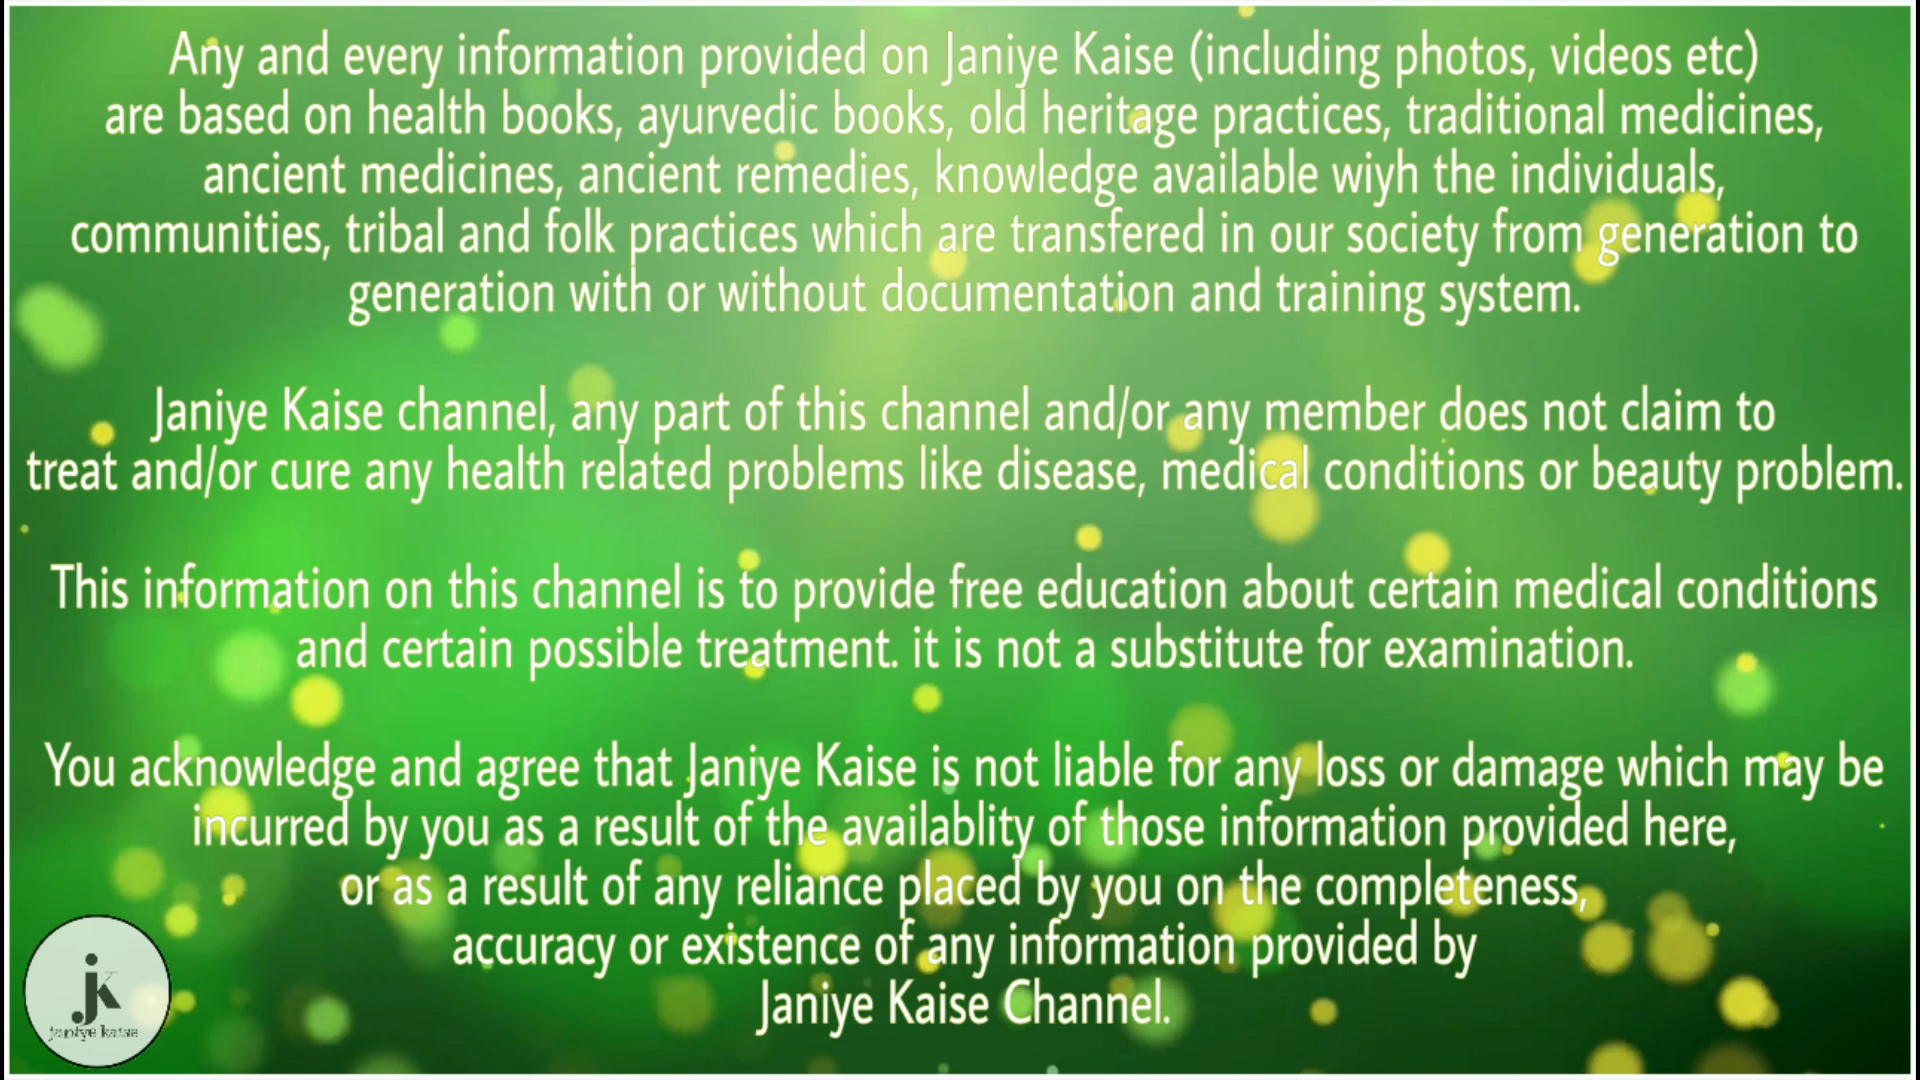 Any and every information provided on Janiye Kaise (including photos, videos etc)
are based on health books, ayurvedic books, old heritage practices, traditional medicines,
ancient medicines, ancient remedies, knowledge available wiyh the individuals,
communities, tribal and folk practices which are transfered in our society from generation to
generation with or without documentation and training system.
Janiye Kaise channel, any part of this channel and/or any member does not claim to
treat and/or cure any health related problems like disease, medical conditions or beauty problem.
This information on this channel is to provide free education about certain medical conditions
and certain possible treatment. it is not a substitute for examination.
You acknowledge and agree that Janiye Kaise is not liable for any loss or damage which may be
incurred by you as a result of the availablity of those information provided here,
or as a result of any reliance placed by you on the completeness,
accuracy or existence of any information provided by
Janiye Kaise Channel.
jk
janiye kaise